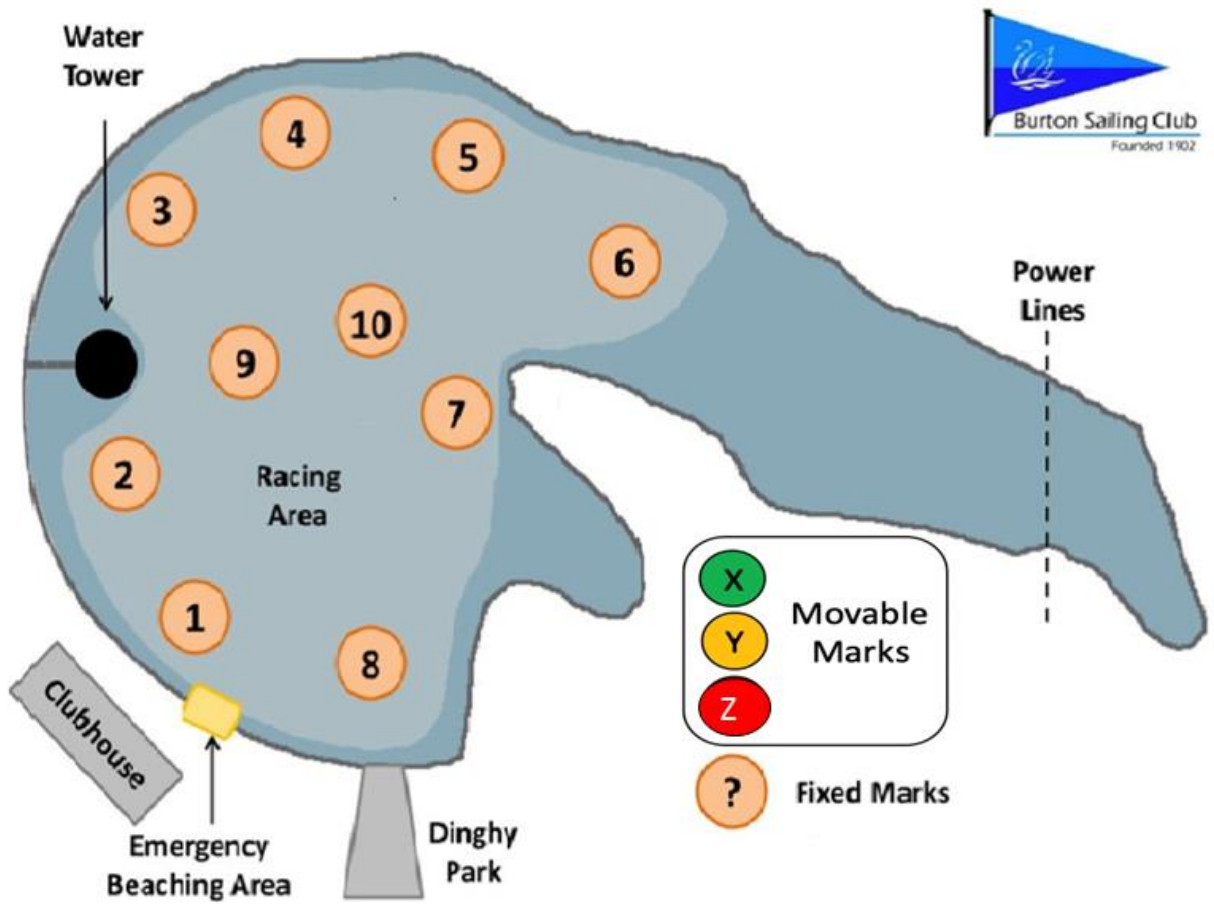 Water
Tower
Burton Sailing Club
Founded 1902
4
5
3
6
Power
Lines
10
9
7
2
Racing
Area
X
Y
Z
Movable
Marks
1
8
Clubhouse
?
Fixed Marks
Emergency
Beaching Area
Dinghy
Park